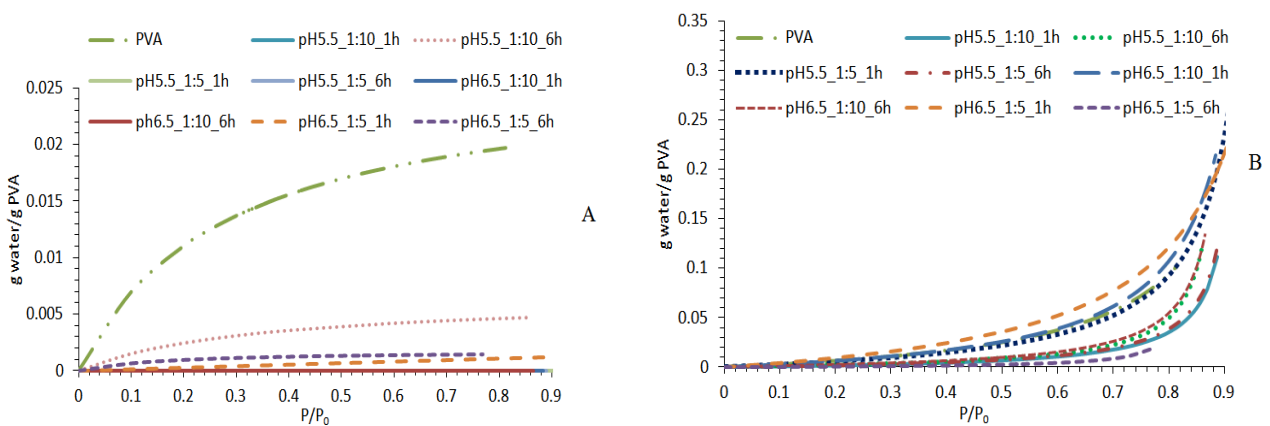 PVA pH5.5_1:10_1h pH5.5_1:10_6h
pH5.5_1:5_1h pH5.5_1:5_6h pH6.5_1:10_1h
ph6.5_1:10_6h pH6.5_1:5_1h pH6.5_1:5_6h
g water/g PVA
0.025
0.02
0.015
0.01
0.005
0
0 0.1 0.2 0.3 0.4 0.5 0.6 0.7 0.8 0.9
P/P0
A
PVA pH5.5_1:10_1h pH5.5_1:10_6h
pH5.5_1:5_1h pH5.5_1:5_6h pH6.5_1:10_1h
pH6.5_1:10_6h pH6.5_1:5_1h pH6.5_1:5_6h
g water/g PVA
0.35
0.3
0.25
0.2
0.15
0.1
0.05
0
0 0.1 0.2 0.3 0.4 0.5 0.6 0.7 0.8 0.9
P/P0
B